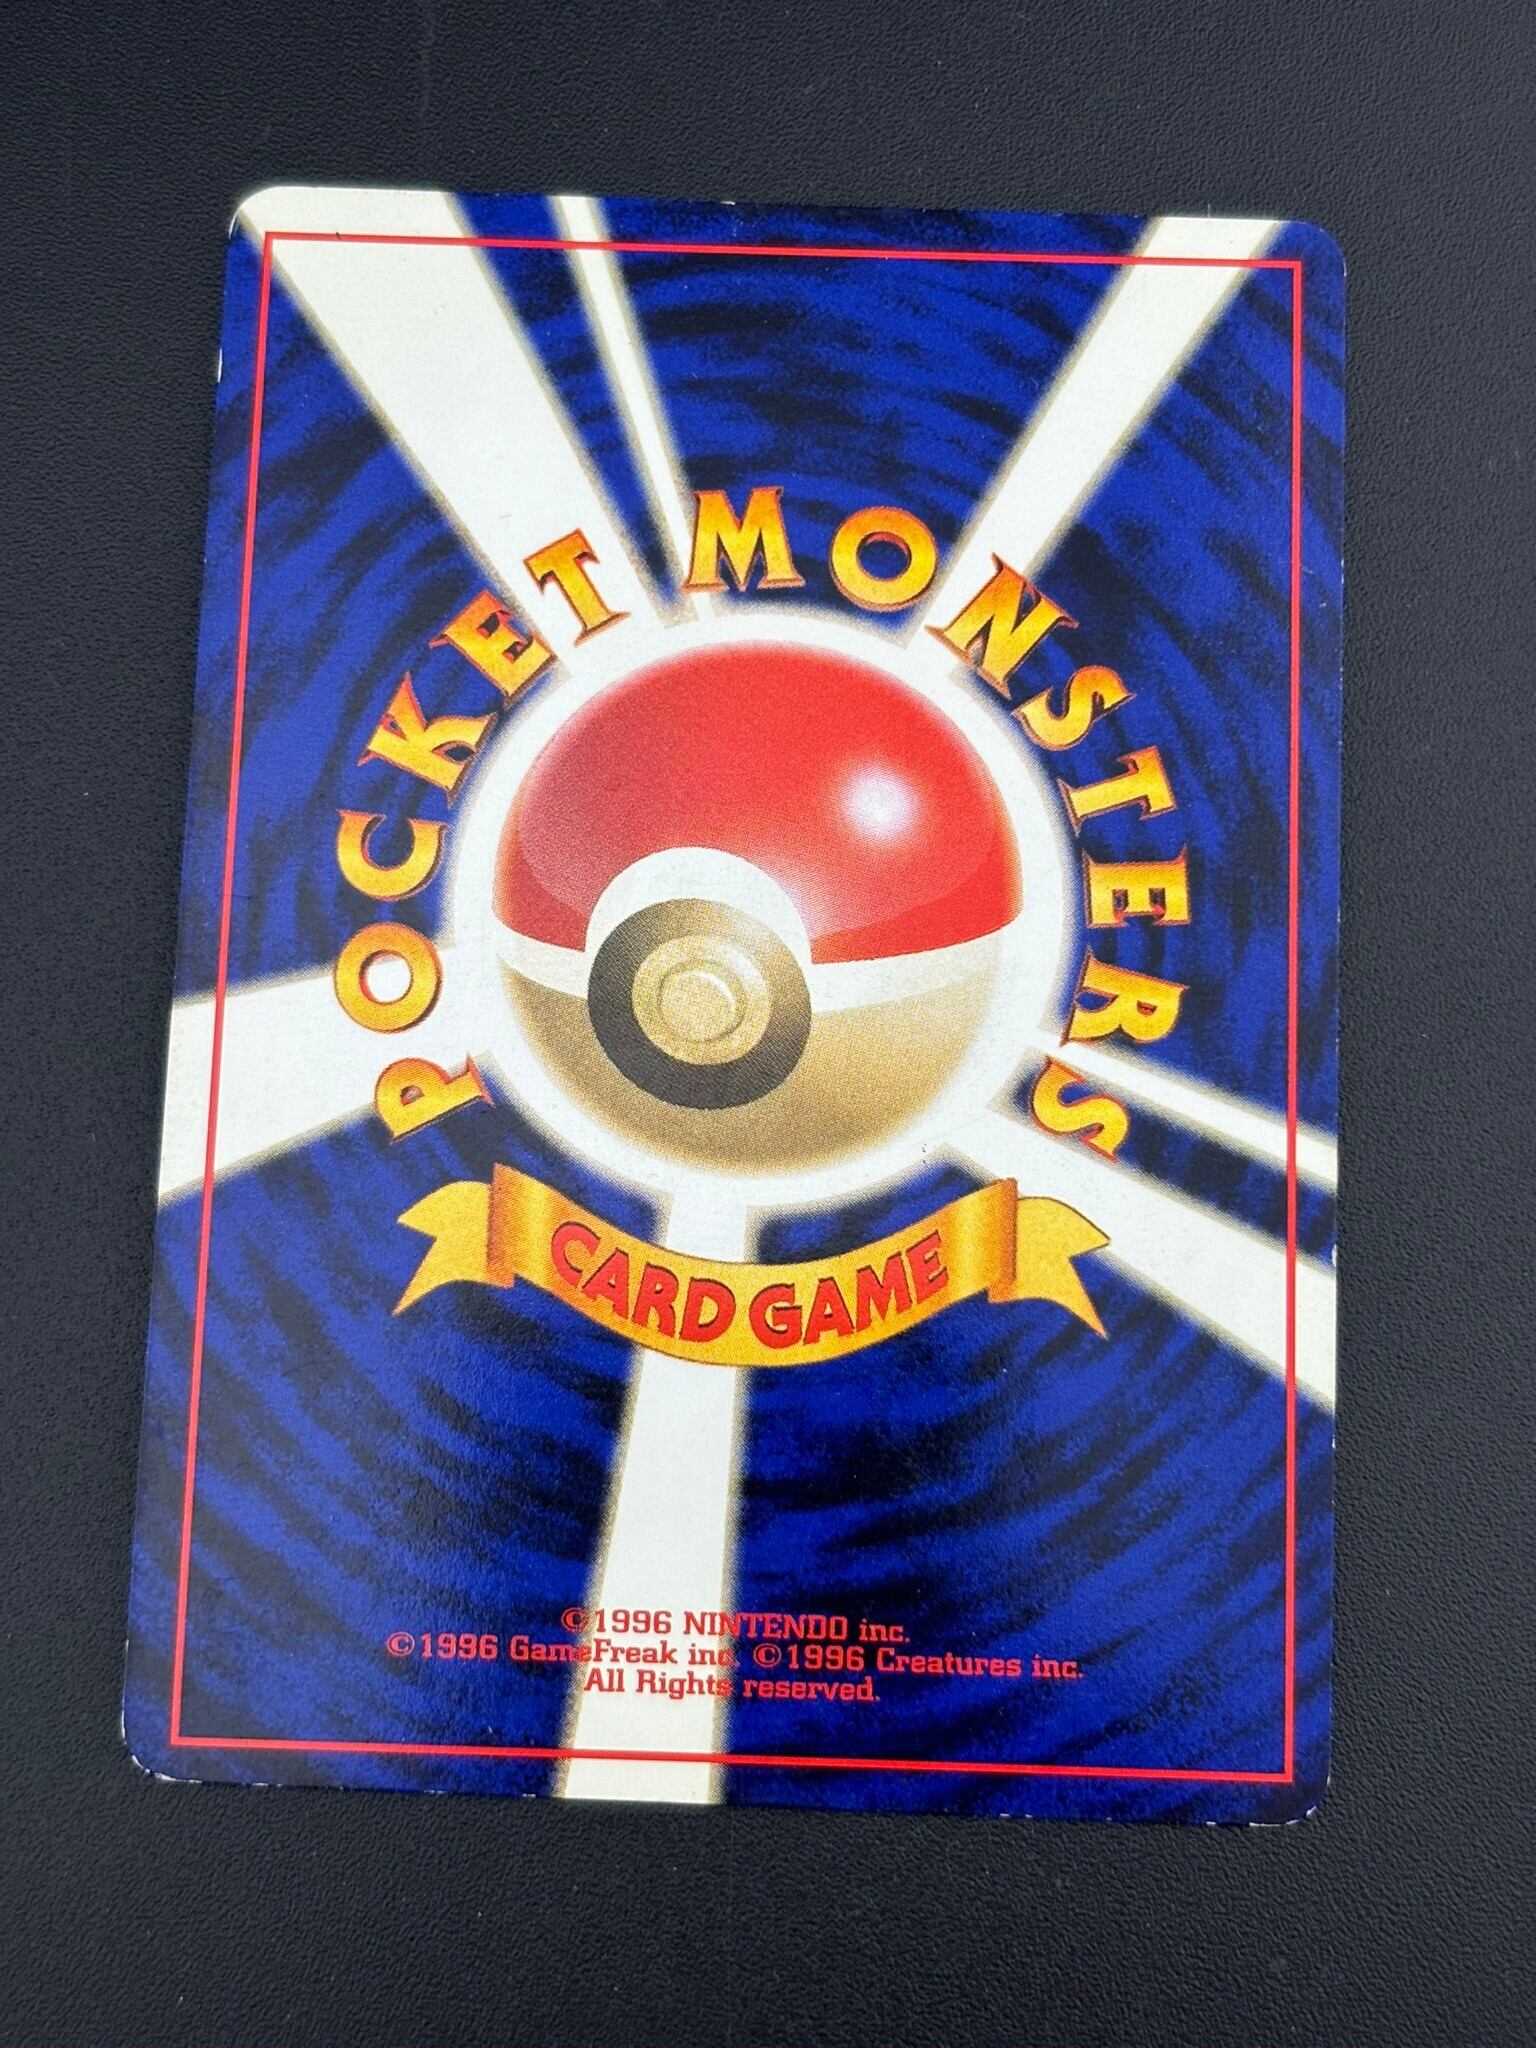 POCKET MONSTERS
CARD GAME
©1996 NINTENDO inc.
©1996 GameFreak inc. ©1996 Creatures inc.
All Rights reserved.